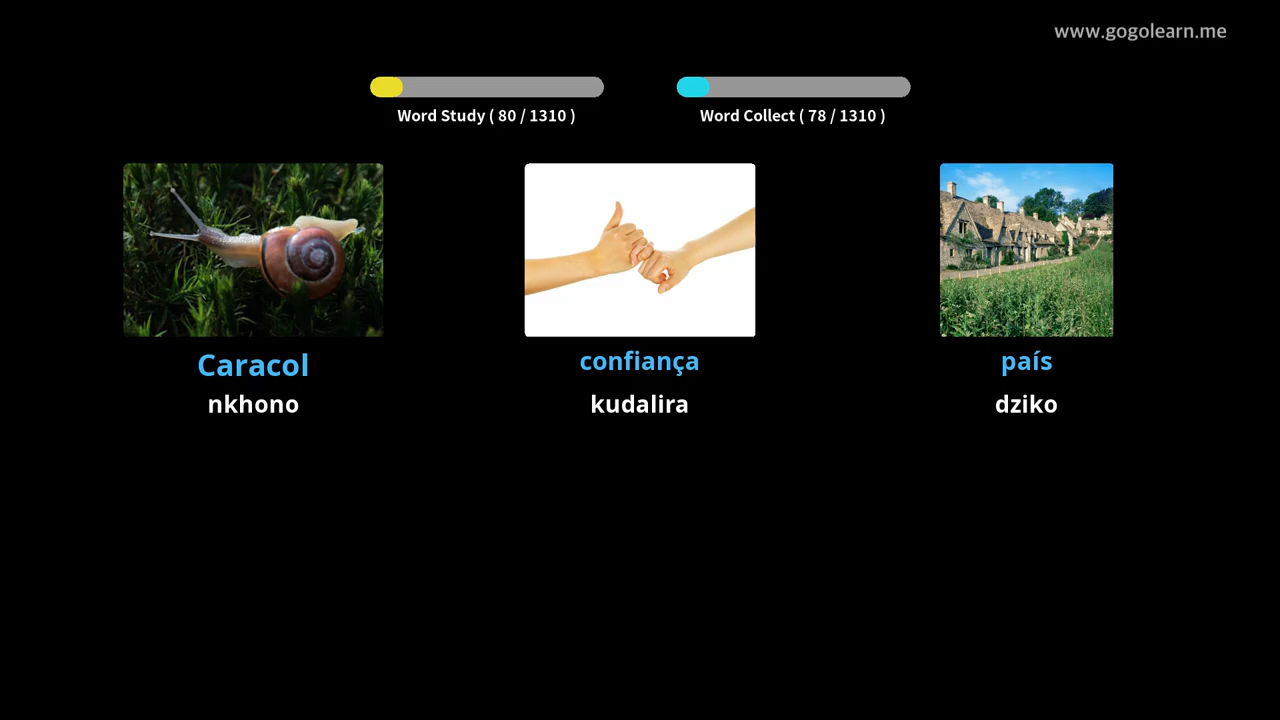 www.gogolearn.me
Word Study ( 80 / 1310 )
Word Collect ( 78 / 1310 )
Caracol
nkhono
confiança
kudalira
país
dziko